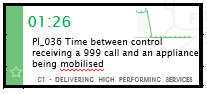 01:26
PI_036 Time between control
receiving a 999 call and an appliance
being mobilised
C1 - DELIVERING HIGH PERFORMING SERVICES